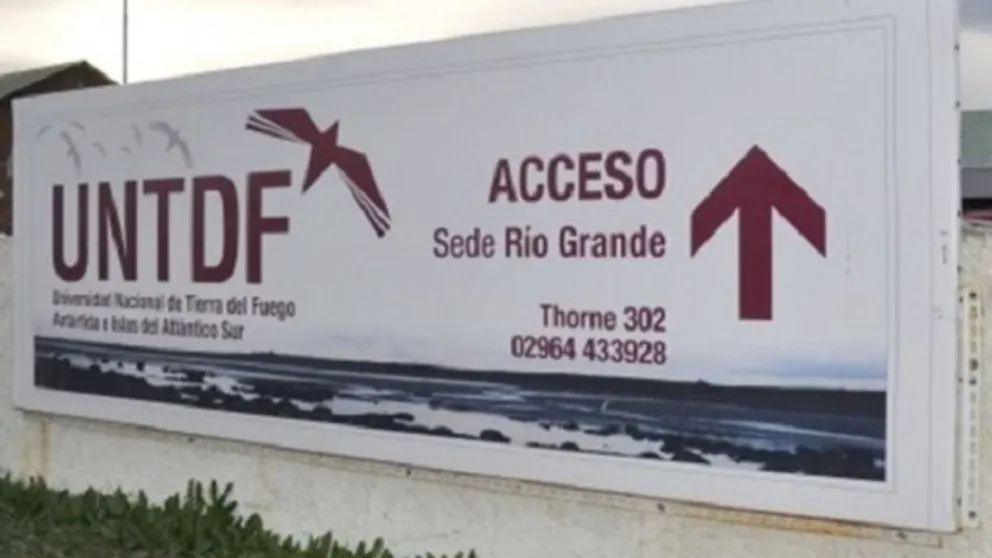 UNTDF
Universidad Nacional de Tierra del Fuego
Antártida e Islas del Atlántico Sur
ACCESO
Sede Río Grande
Thorne 302
02964 433928